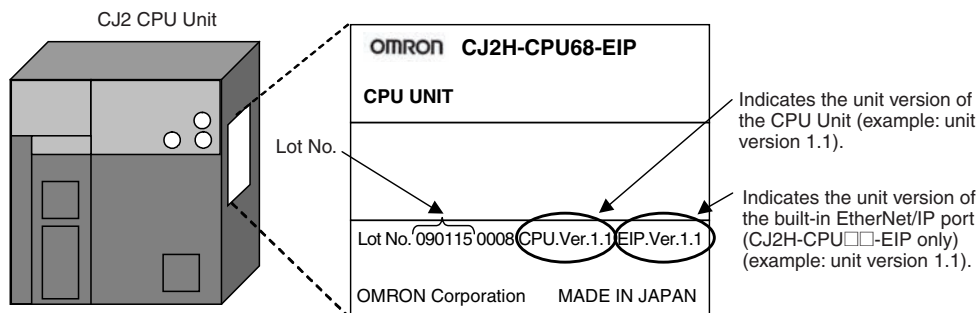 CJ2 CPU Unit
OMRON CJ2H-CPU68-EIP
CPU UNIT
Lot No.
Lot No. 090115 0008 CPU.Ver.1.1 EIP.Ver.1.1
OMRON Corporation MADE IN JAPAN
Indicates the unit version of
the CPU Unit (example: unit
version 1.1).
Indicates the unit version of
the built-in EtherNet/IP port
(CJ2H-CPU□□-EIP only)
(example: unit version 1.1).